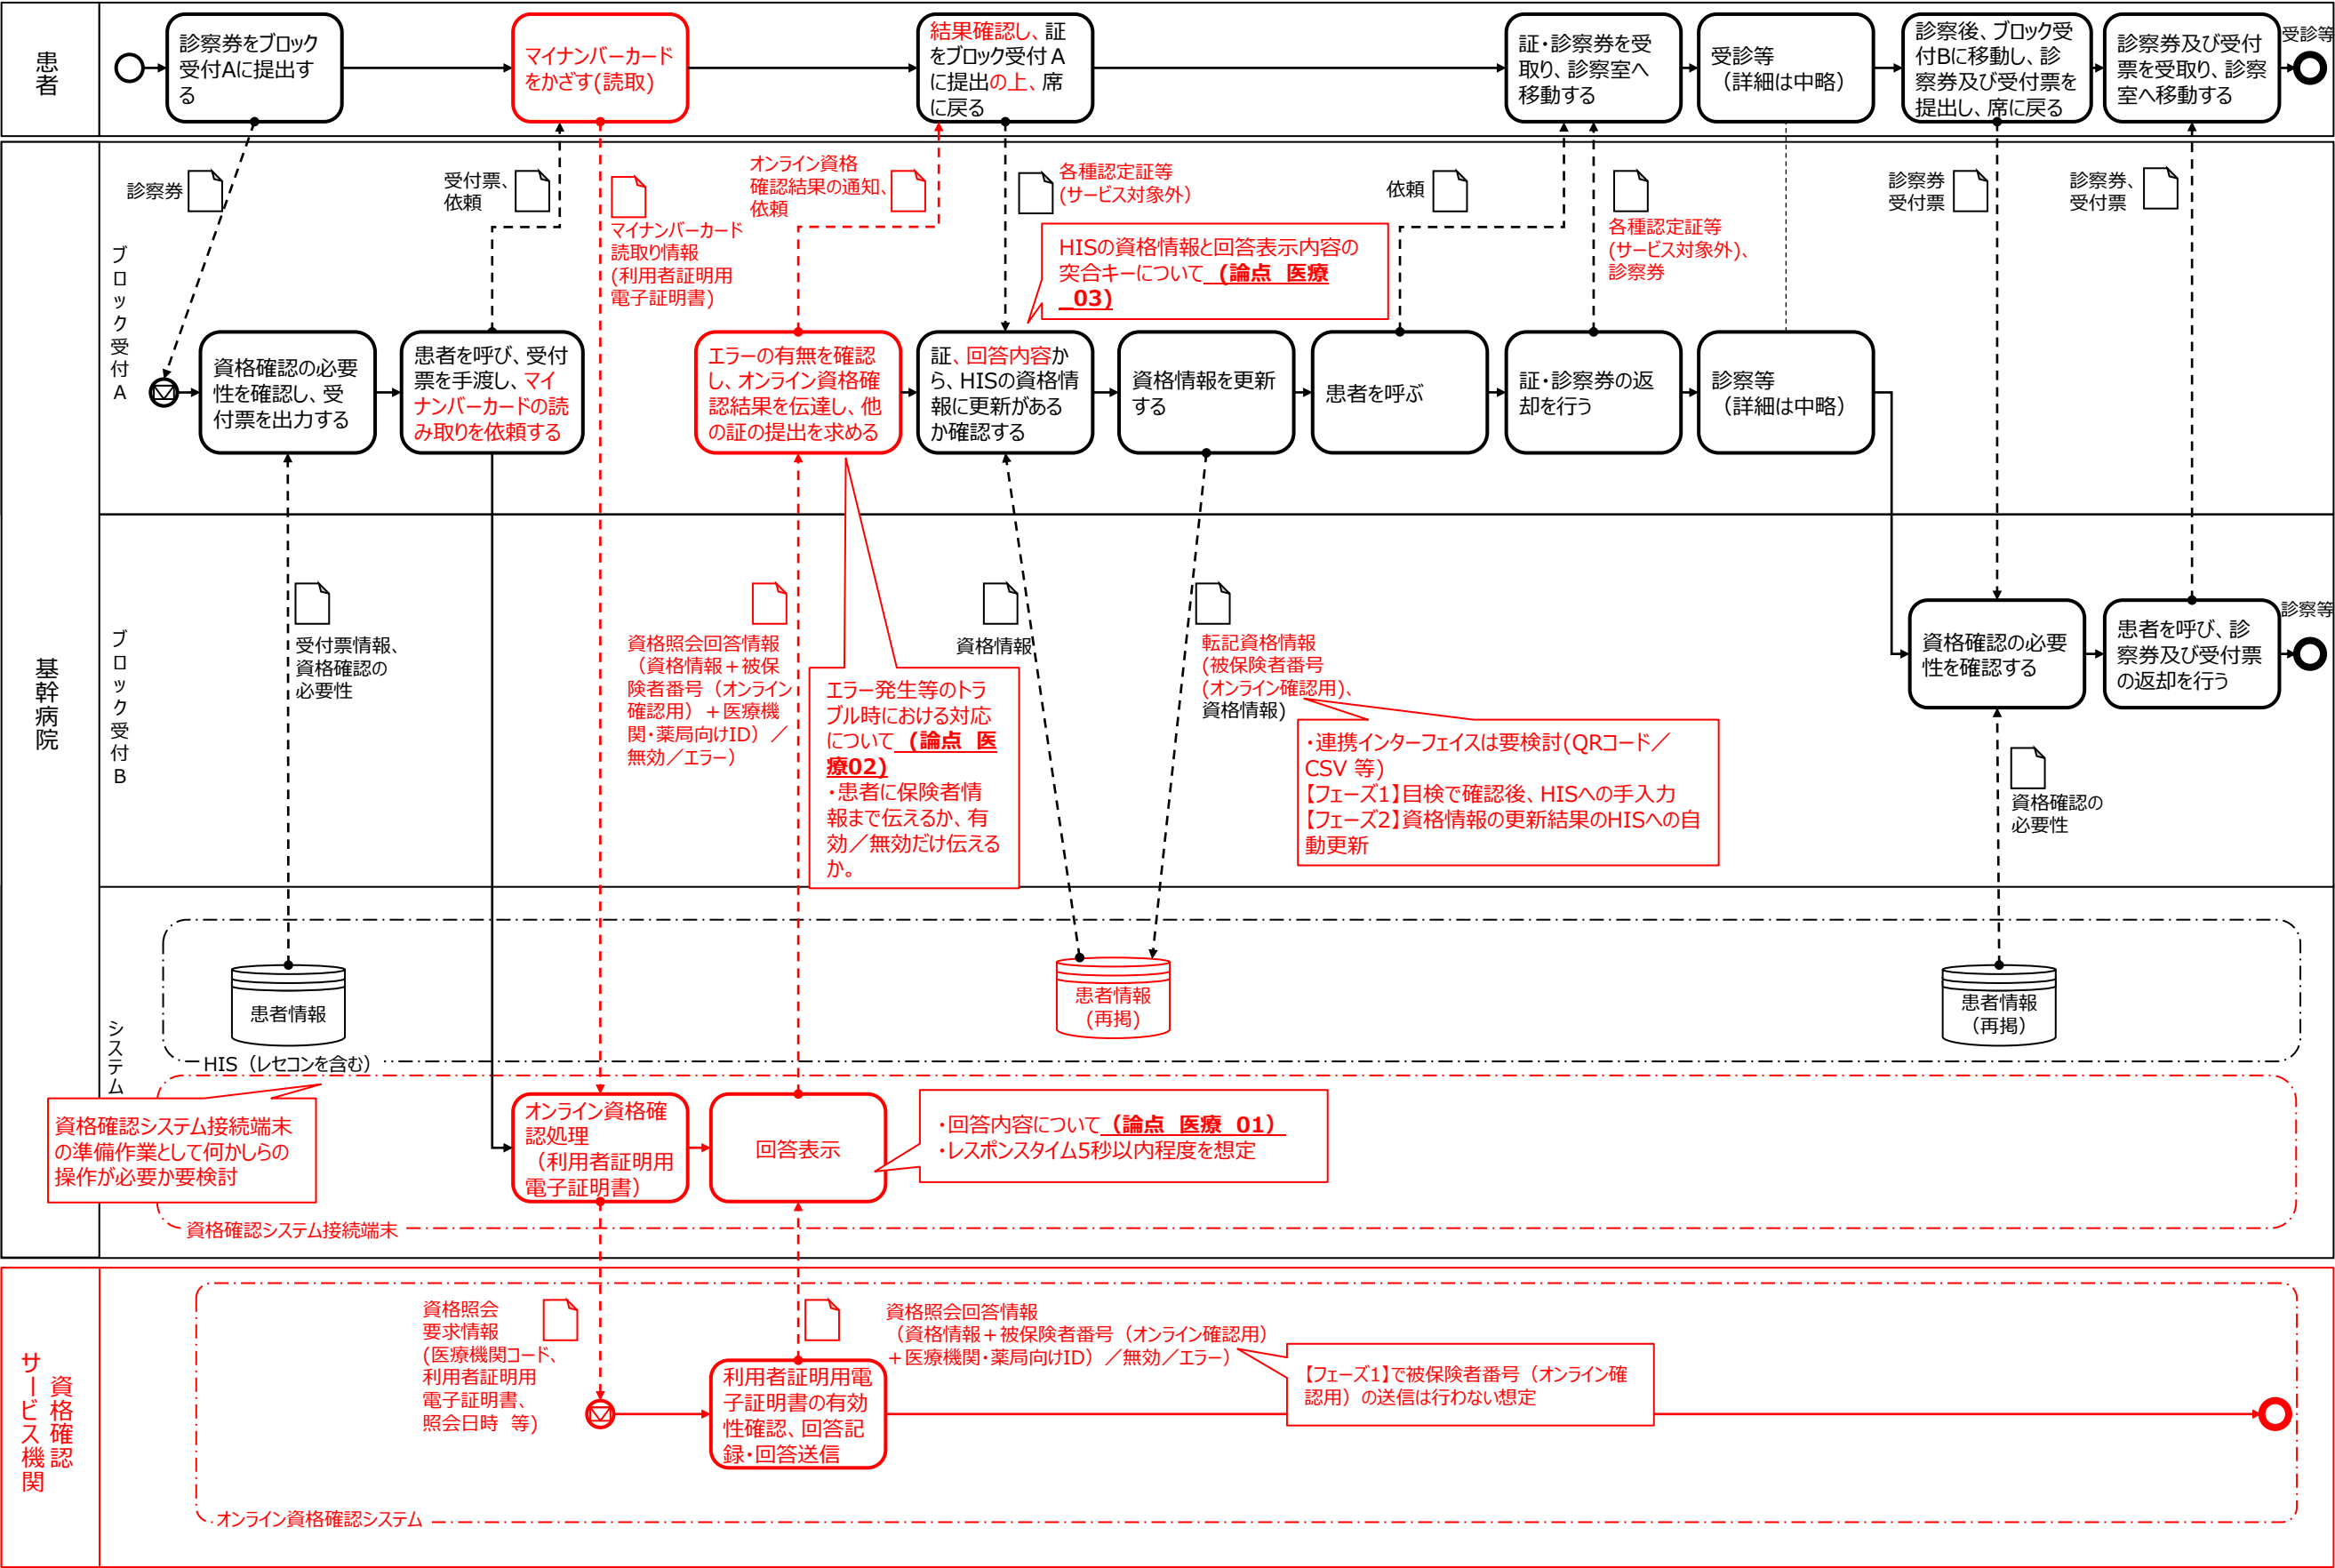 患者
診察券をブロック
受付Aに提出す
る
マイナンバーカード
をかざす(読取)
結果確認し、証
をブロック受付 A
に提出の上、席
に戻る
証・診察券を受
取り、診察室へ
移動する
受診等
（詳細は中略）
診察後、ブロック受
付Bに移動し、診
察券及び受付票を
提出し、席に戻る
診察券及び受付
票を受取り、診察
室へ移動する
受診等
基幹病院
ブロック受付A
診察券
受付票、
依頼
マイナンバーカード
読取り情報
(利用者証明用
電子証明書)
オンライン資格
確認結果の通知、
依頼
各種認定証等
(サービス対象外）
HISの資格情報と回答表示内容の
突合キーについて （論点　医療
_03)
依頼
各種認定証等
(サービス対象外)、
診察券
診察券
受付票
診察券、
受付票
資格確認の必要
性を確認し、受
付票を出力する
患者を呼び、受付
票を手渡し、マイ
ナンバーカードの読
み取りを依頼する
エラーの有無を確認
し、オンライン資格確
認結果を伝達し、他
の証の提出を求める
証、回答内容か
ら、HISの資格情
報に更新がある
か確認する
資格情報を更新
する
患者を呼ぶ
証・診察券の返
却を行う
診察等
（詳細は中略）
ブロック受付B
受付票情報、
資格確認の
必要性
資格照会回答情報
（資格情報＋被保
険者番号（オンライン
確認用）＋医療機
関・薬局向けID）／
無効／エラー）
エラー発生等のトラ
ブル時における対応
について （論点　医
療02)
・患者に保険者情
報まで伝えるか、有
効／無効だけ伝える
か。
資格情報
転記資格情報
(被保険者番号
(オンライン確認用)、
資格情報)
・連携インターフェイスは要検討(QRコード／
CSV 等)
【フェーズ1】目検で確認後、HISへの手入力
【フェーズ2】資格情報の更新結果のHISへの自
動更新
資格確認の必要
性を確認する
患者を呼び、診
察券及び受付票
の返却を行う
診察等
資格確認の
必要性
システム
患者情報
患者情報
（再掲）
患者情報
（再掲）
HIS（レセコンを含む）
資格確認システム接続端末
の準備作業として何かしらの
操作が必要か要検討
オンライン資格確
認処理
（利用者証明用
電子証明書）
回答表示
・回答内容について（論点　医療　01）
・レスポンスタイム5秒以内程度を想定
資格確認システム接続端末
資格確認
サービス機関
資格照会
要求情報
(医療機関コード、
利用者証明用
電子証明書、
照会日時　等)
資格照会回答情報
（資格情報＋被保険者番号（オンライン確認用）
＋医療機関・薬局向けID）／無効／エラー）
利用者証明用電
子証明書の有効
性確認、回答記
録・回答送信
【フェーズ1】で被保険者番号（オンライン確
認用）の送信は行わない想定
オンライン資格確認システム